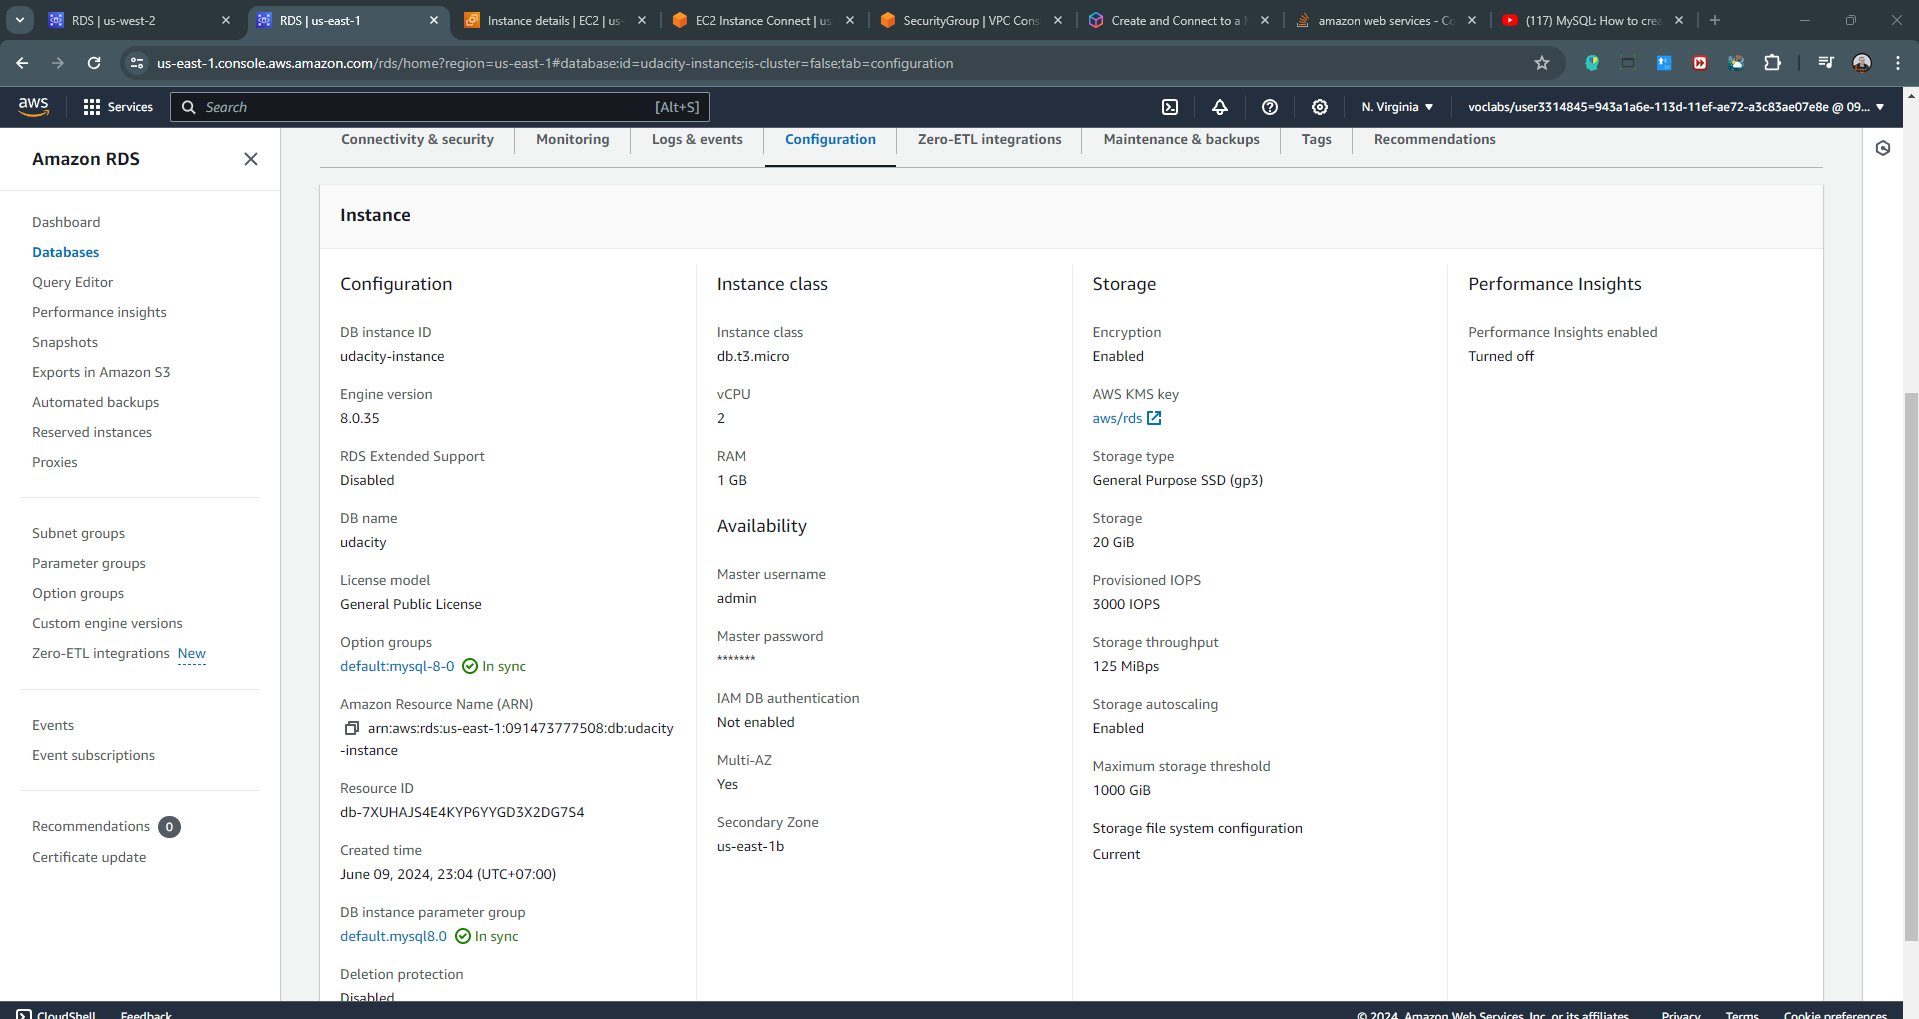 RDS | us-west-2
RDS | us-east-1
Instance details | EC2 | us-
EC2 Instance Connect | us
SecurityGroup | VPC Cons
Create and Connect to a M
amazon web services - Co
(117) MySQL: How to crea
us-east-1.console.aws.amazon.com/rds/home?region=us-east-1#database:id=udacity-instance;is-cluster=false;tab=configuration
aws
Services
Search
[Alt+S]
N. Virginia
voclabs/user3314845=943a1a6e-113d-11ef-ae72-a3c83ae07e8e @ 09...
Amazon RDS
Dashboard
Databases
Query Editor
Performance insights
Snapshots
Exports in Amazon S3
Automated backups
Reserved instances
Proxies
Subnet groups
Parameter groups
Option groups
Custom engine versions
Zero-ETL integrations New
Events
Event subscriptions
Recommendations 0
Certificate update
Connectivity & security
Monitoring
Logs & events
Configuration
Zero-ETL integrations
Maintenance & backups
Tags
Recommendations
Instance
Configuration
DB instance ID
udacity-instance
Engine version
8.0.35
RDS Extended Support
Disabled
DB name
udacity
License model
General Public License
Option groups
default:mysql-8-0 In sync
Amazon Resource Name (ARN)
arn:aws:rds:us-east-1:091473777508:db:udacity
-instance
Resource ID
db-7XUHAJS4E4KYP6YYGD3X2DG7S4
Created time
June 09, 2024, 23:04 (UTC+07:00)
DB instance parameter group
default.mysql8.0 In sync
Deletion protection
Disabled
Instance class
Instance class
db.t3.micro
vCPU
2
RAM
1 GB
Availability
Master username
admin
Master password
*******
IAM DB authentication
Not enabled
Multi-AZ
Yes
Secondary Zone
us-east-1b
Storage
Encryption
Enabled
AWS KMS key
aws/rds
Storage type
General Purpose SSD (gp3)
Storage
20 GiB
Provisioned IOPS
3000 IOPS
Storage throughput
125 MiBps
Storage autoscaling
Enabled
Maximum storage threshold
1000 GiB
Storage file system configuration
Current
Performance Insights
Performance Insights enabled
Turned off
CloudShell
Feedback
© 2024, Amazon Web Services, Inc. or its affiliates.
Privacy
Terms
Cookie preferences